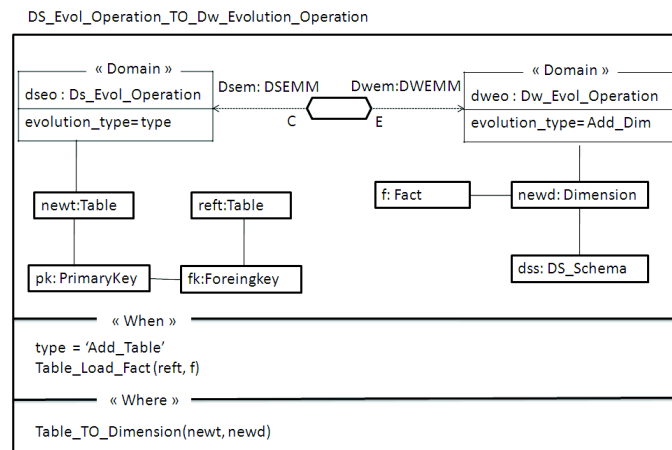 DS_Evol_Operation_TO_Dw_Evolution_Operation
« Domain »
dseo : Ds_Evol_Operation
evolution_type=type
Dsem: DSEMM
Dwem:DWEMM
C
E
« Domain »
dweo : Dw_Evol_Operation
evolution_type=Add_Dim
newt:Table
reft:Table
f: Fact
newd: Dimension
pk: PrimaryKey
fk:Foreingkey
dss: DS_Schema
« When »
type = ‘Add_Table’
Table_Load_Fact(reft, f)
« Where »
Table_TO_Dimension(newt, newd)